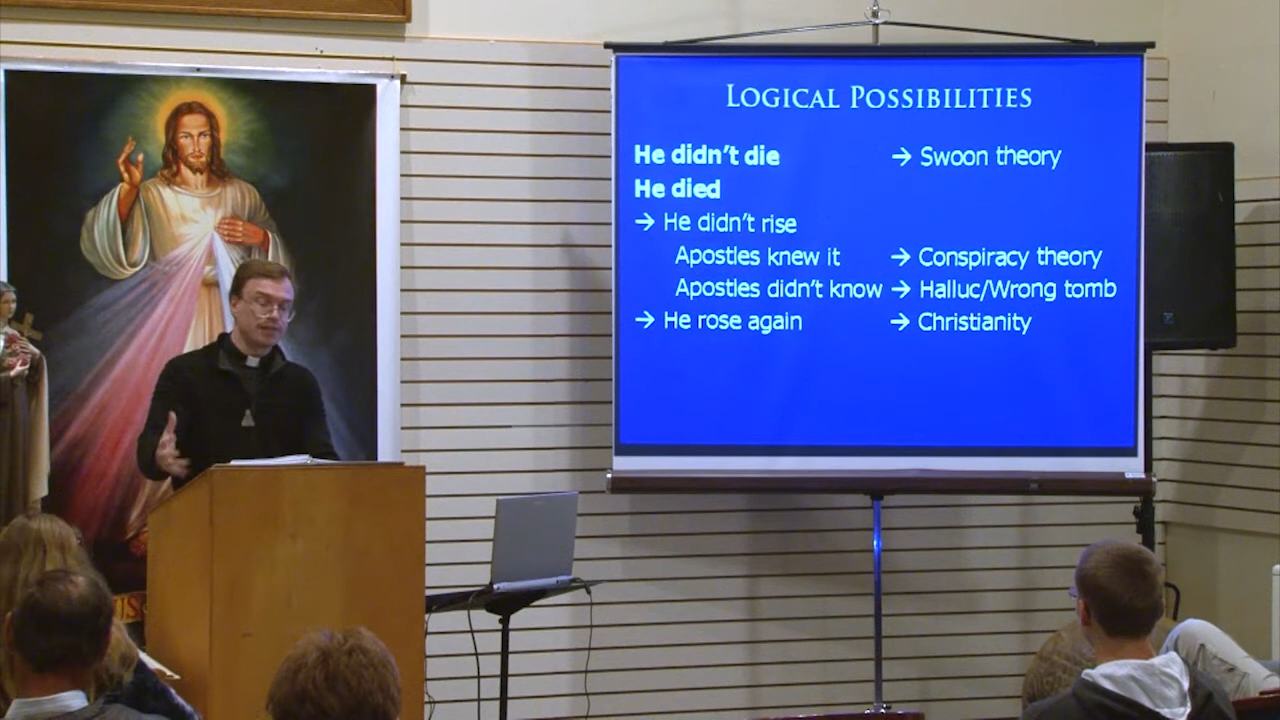 LOGICAL POSSIBILITIES
He didn't die → Swoon theory
He died
→ He didn't rise
Apostles knew it → Conspiracy theory
Apostles didn't know → Halluc/Wrong tomb
→ He rose again → Christianity
US